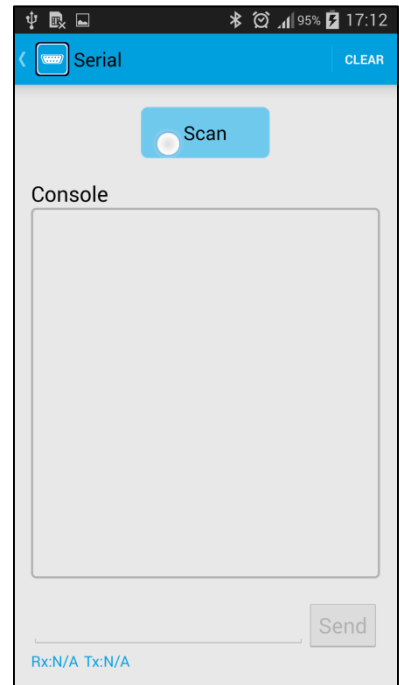 95% 17:12
Serial CLEAR
Scan
Console
Send
Rx:N/A Tx:N/A